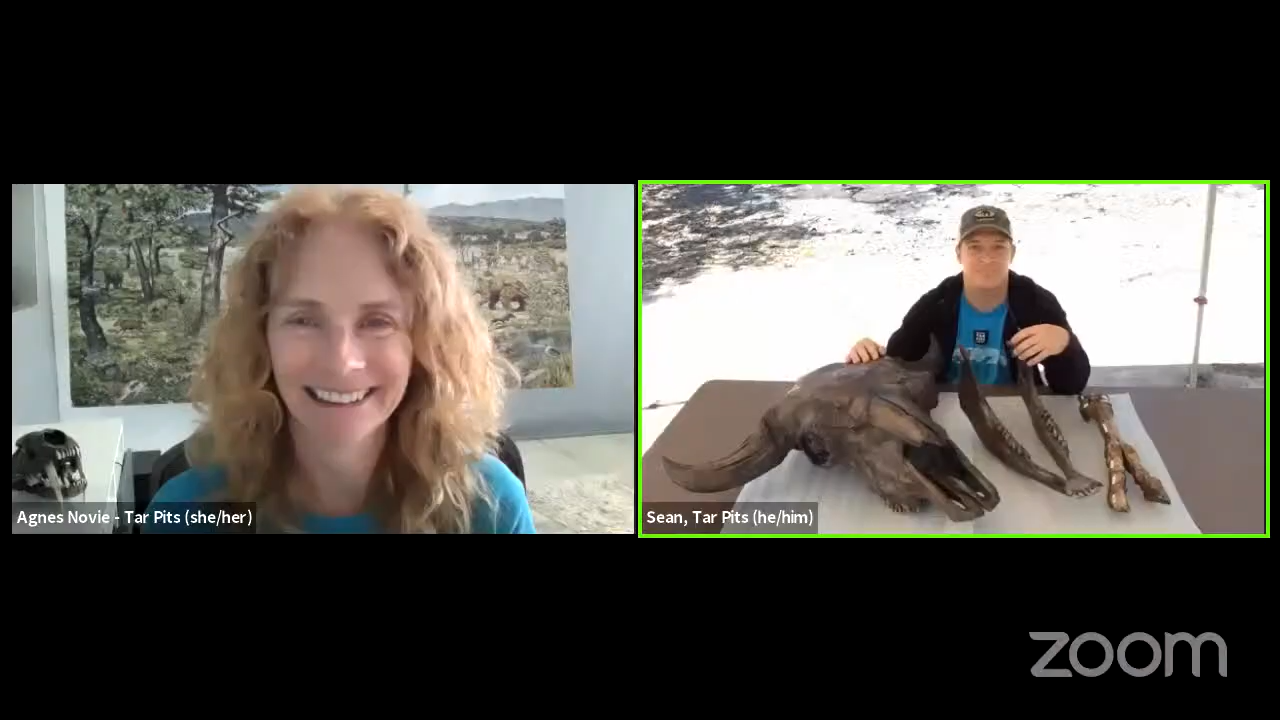 Agnes Novie - Tar Pits (she/her)
Sean, Tar Pits (he/him)
zoom